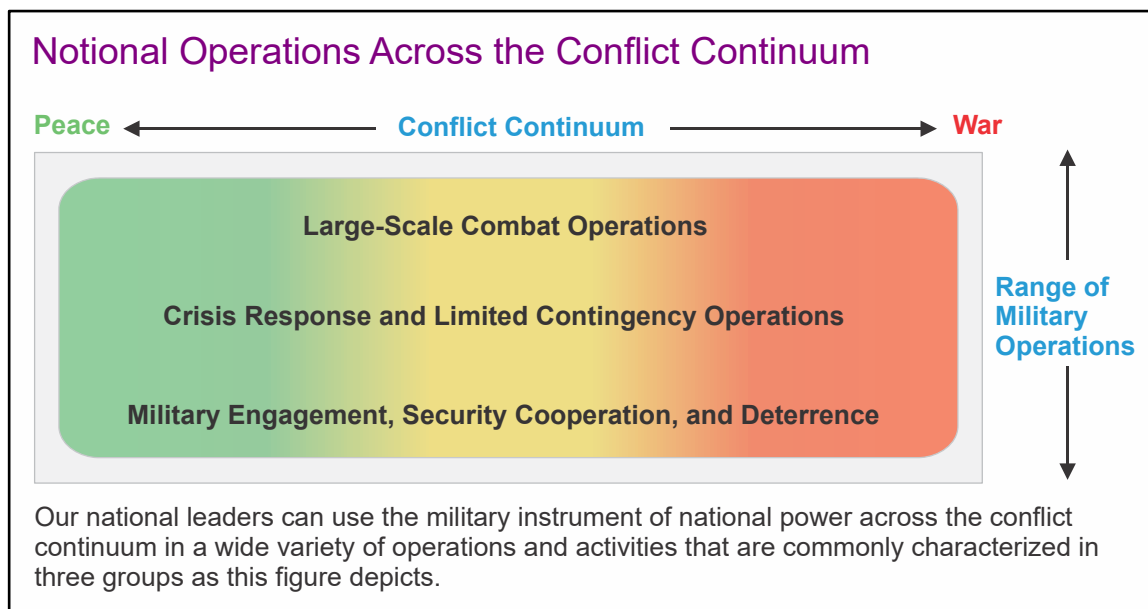 Notional Operations Across the Conflict Continuum
Peace
Conflict Continuum
War
Large-Scale Combat Operations
Crisis Response and Limited Contingency Operations
Military Engagement, Security Cooperation, and Deterrence
Range of
Military
Operations
Our national leaders can use the military instrument of national power across the conflict
continuum in a wide variety of operations and activities that are commonly characterized in
three groups as this figure depicts.